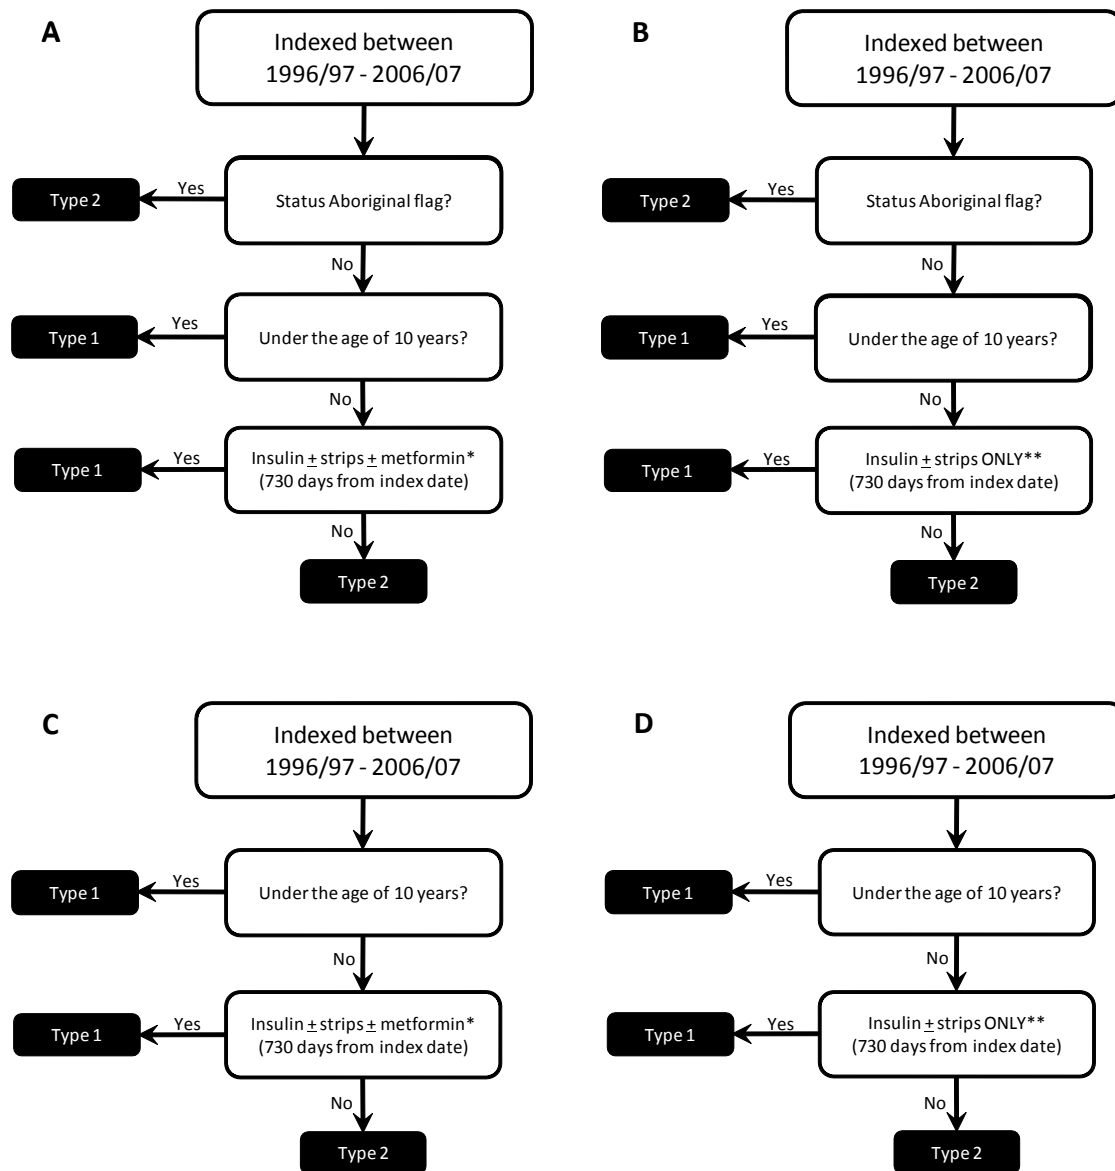 A
Indexed between
1996/97 - 2006/07
Type 2
Yes
Status Aboriginal flag?
No
Type 1
Yes
Under the age of 10 years?
No
Type 1
Yes
Insulin ± strips ± metformin*
(730 days from index date)
No
Type 2
B
Indexed between
1996/97 - 2006/07
Type 2
Yes
Status Aboriginal flag?
No
Type 1
Yes
Under the age of 10 years?
No
Type 1
Yes
Insulin ± strips ONLY**
(730 days from index date)
No
Type 2
C
Indexed between
1996/97 - 2006/07
Type 1
Yes
Under the age of 10 years?
No
Type 1
Yes
Insulin ± strips ± metformin*
(730 days from index date)
No
Type 2
D
Indexed between
1996/97 - 2006/07
Type 1
Yes
Under the age of 10 years?
No
Type 1
Yes
Insulin ± strips ONLY**
(730 days from index date)
No
Type 2